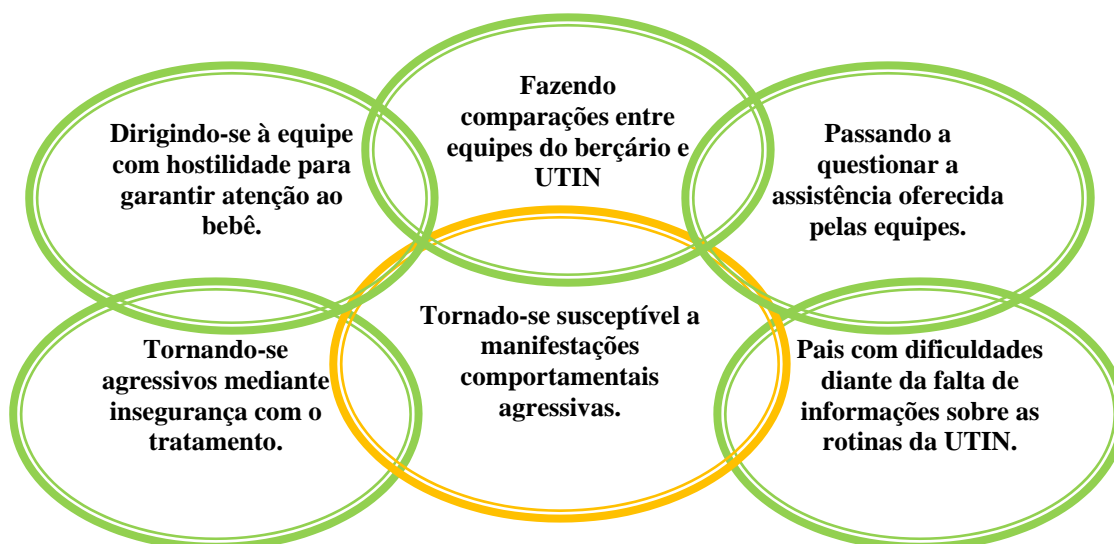 Dirigindo-se à equipe
com hostilidade para
garantir atenção ao
bebê.
Fazendo
comparações entre
equipes do berçário e
UTIN
Passando a
questionar a
assistência oferecida
pelas equipes.
Tornando-se
agressivos mediante
insegurança com o
tratamento.
Tornado-se susceptível a
manifestações
comportamentais
agressivas.
Pais com dificuldades
diante da falta de
informações sobre as
rotinas da UTIN.